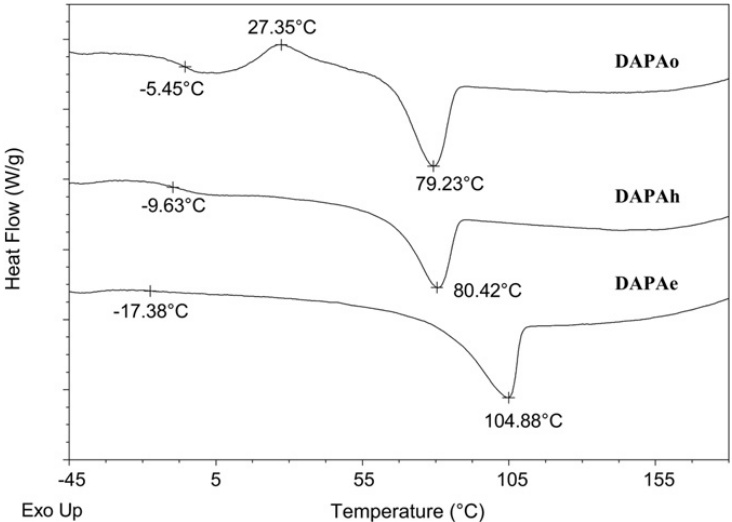 27.35°C
DAPAo
-5.45°C
79.23°C
DAPAh
-9.63°C
80.42°C
DAPAe
-17.38°C
104.88°C
Heat Flow (W/g)
-45 5 55 105 155
Exo Up Temperature (°C)